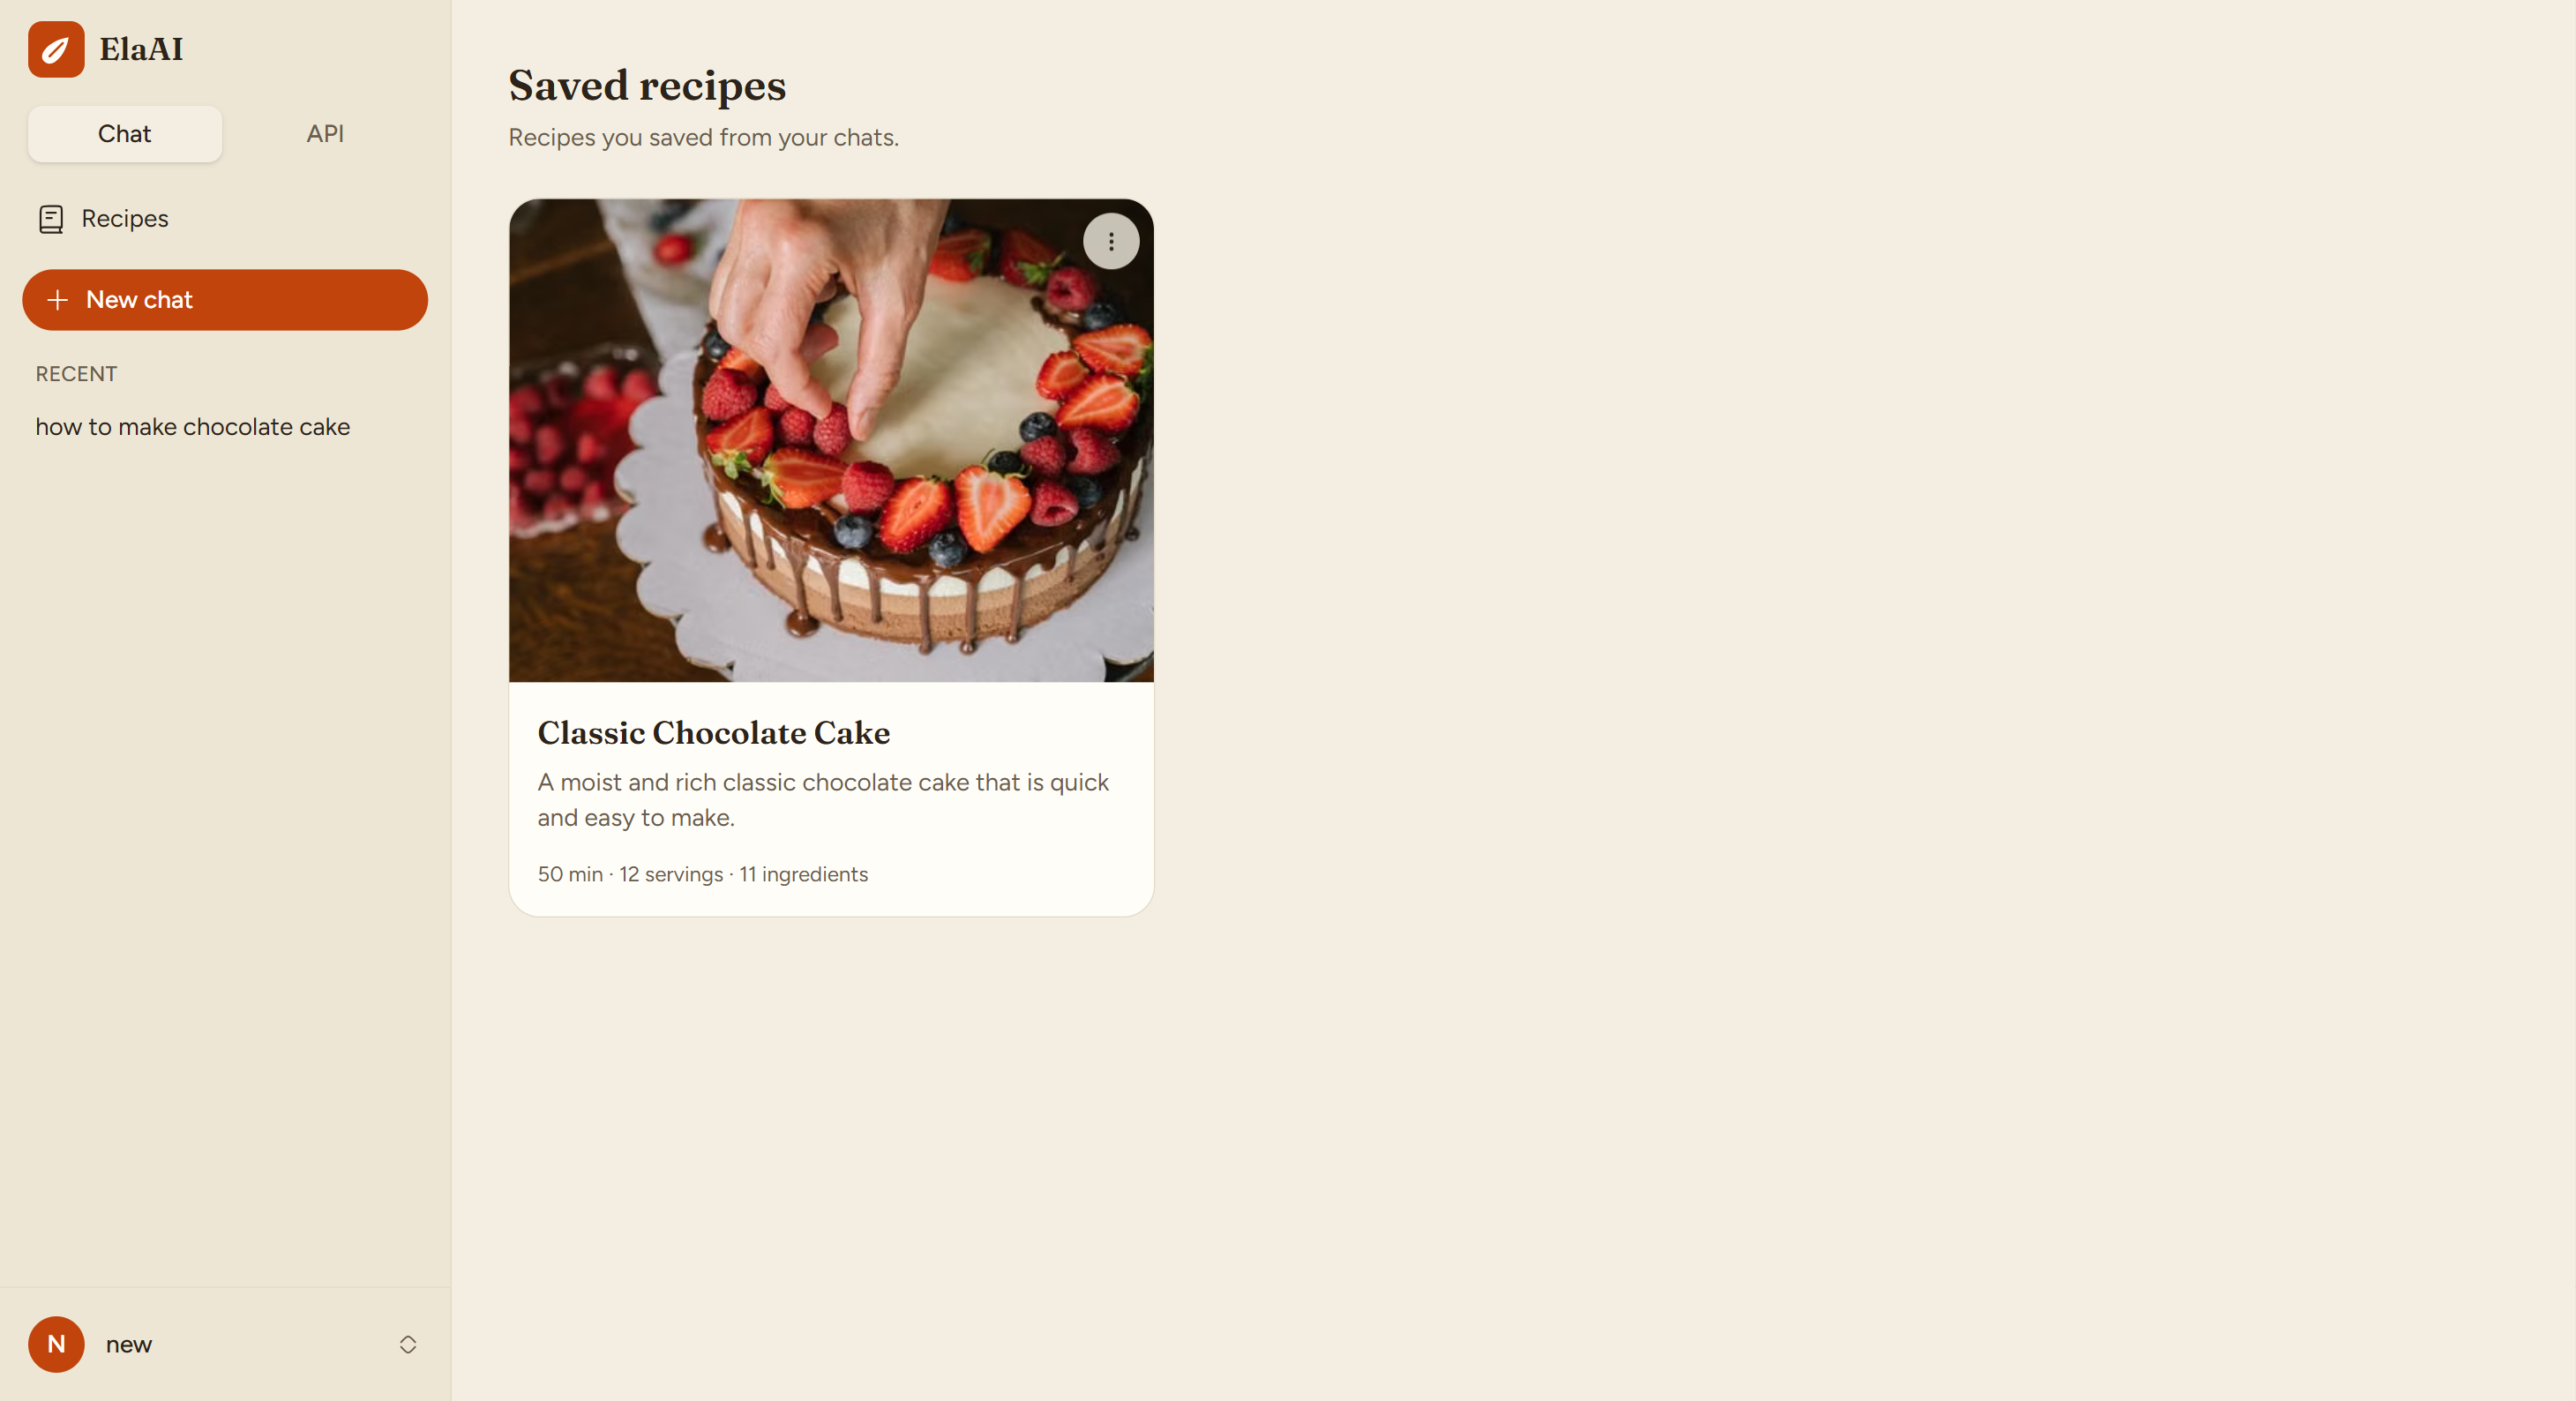 ElaAI
Chat
API
Recipes
New chat
RECENT
how to make chocolate cake
N
new
Saved recipes
Recipes you saved from your chats.
Classic Chocolate Cake
A moist and rich classic chocolate cake that is quick
and easy to make.
50 min · 12 servings · 11 ingredients